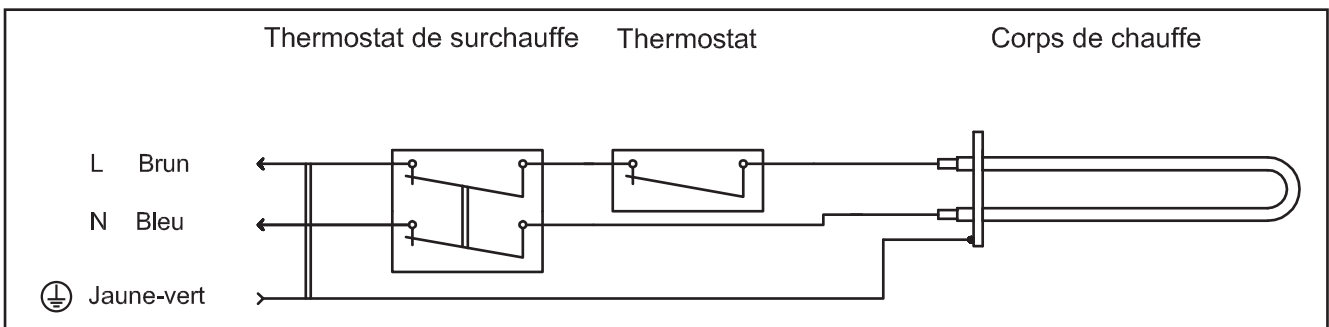 Thermostat de surchauffe Thermostat Corps de chauffe
L Brun
N Bleu
Jaune-vert